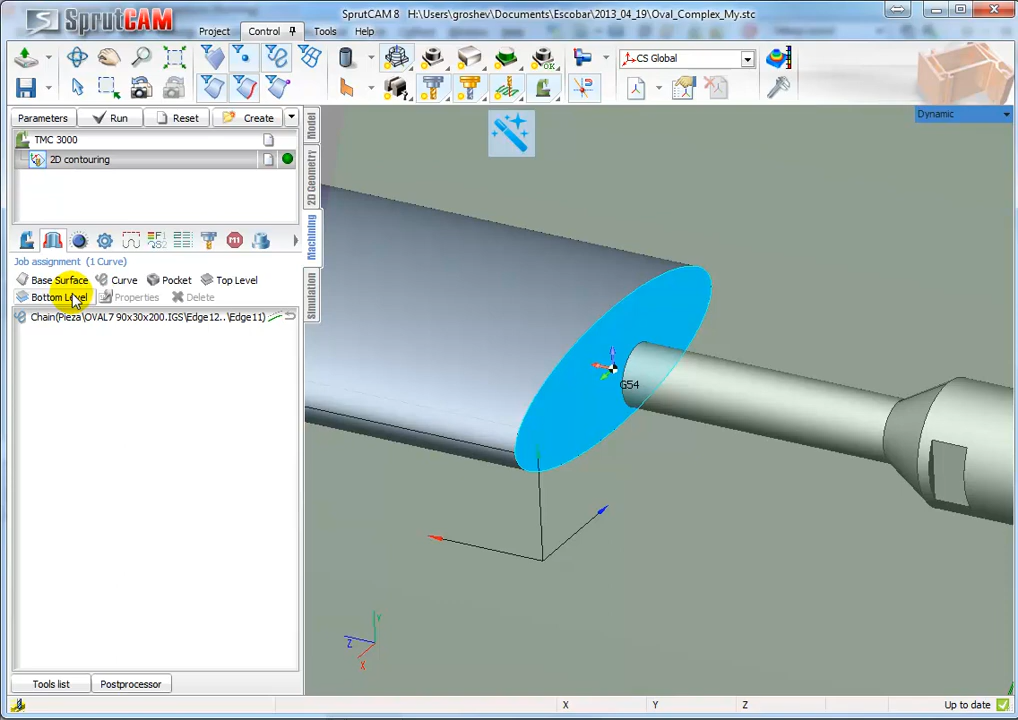 SprutCAM
SprutCAM 8 H:\Users\groshev\Documents\Escobar\2013_04_19\Oval_Complex_My.stc
Project Control Tools Help
OK
CS Global
Parameters Run Reset Create
Dynamic
TMC 3000
2D contouring
Model
2D Geometry
Machining
Simulation
Job assignment (1 Curve)
Base Surface Curve Pocket Top Level
Bottom Level Properties Delete
Chain(Pieza\OVAL7 90x30x200.IGS\Edge12..\Edge11)
G54
Y
Z
X
Tools list Postprocessor
X Y Z Up to date